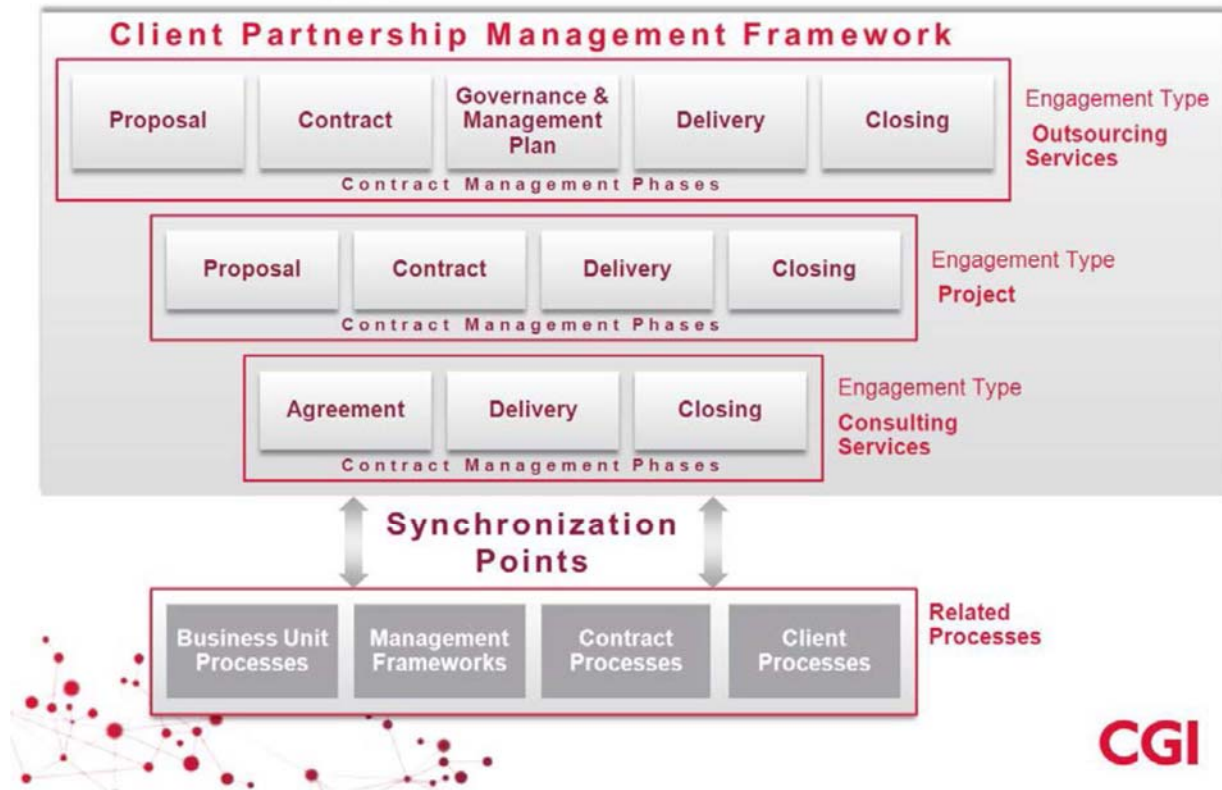 Client Partnership Management Framework
Proposal
Contract
Governance &
Management
Plan
Delivery
Closing
Contract Management Phases
Engagement Type
Outsourcing
Services
Proposal
Contract
Delivery
Closing
Contract Management Phases
Engagement Type
Project
Agreement
Delivery
Closing
Contract Management Phases
Engagement Type
Consulting
Services
Synchronization
Points
Business Unit
Processes
Management
Frameworks
Contract
Processes
Client
Processes
Related
Processes
CGI